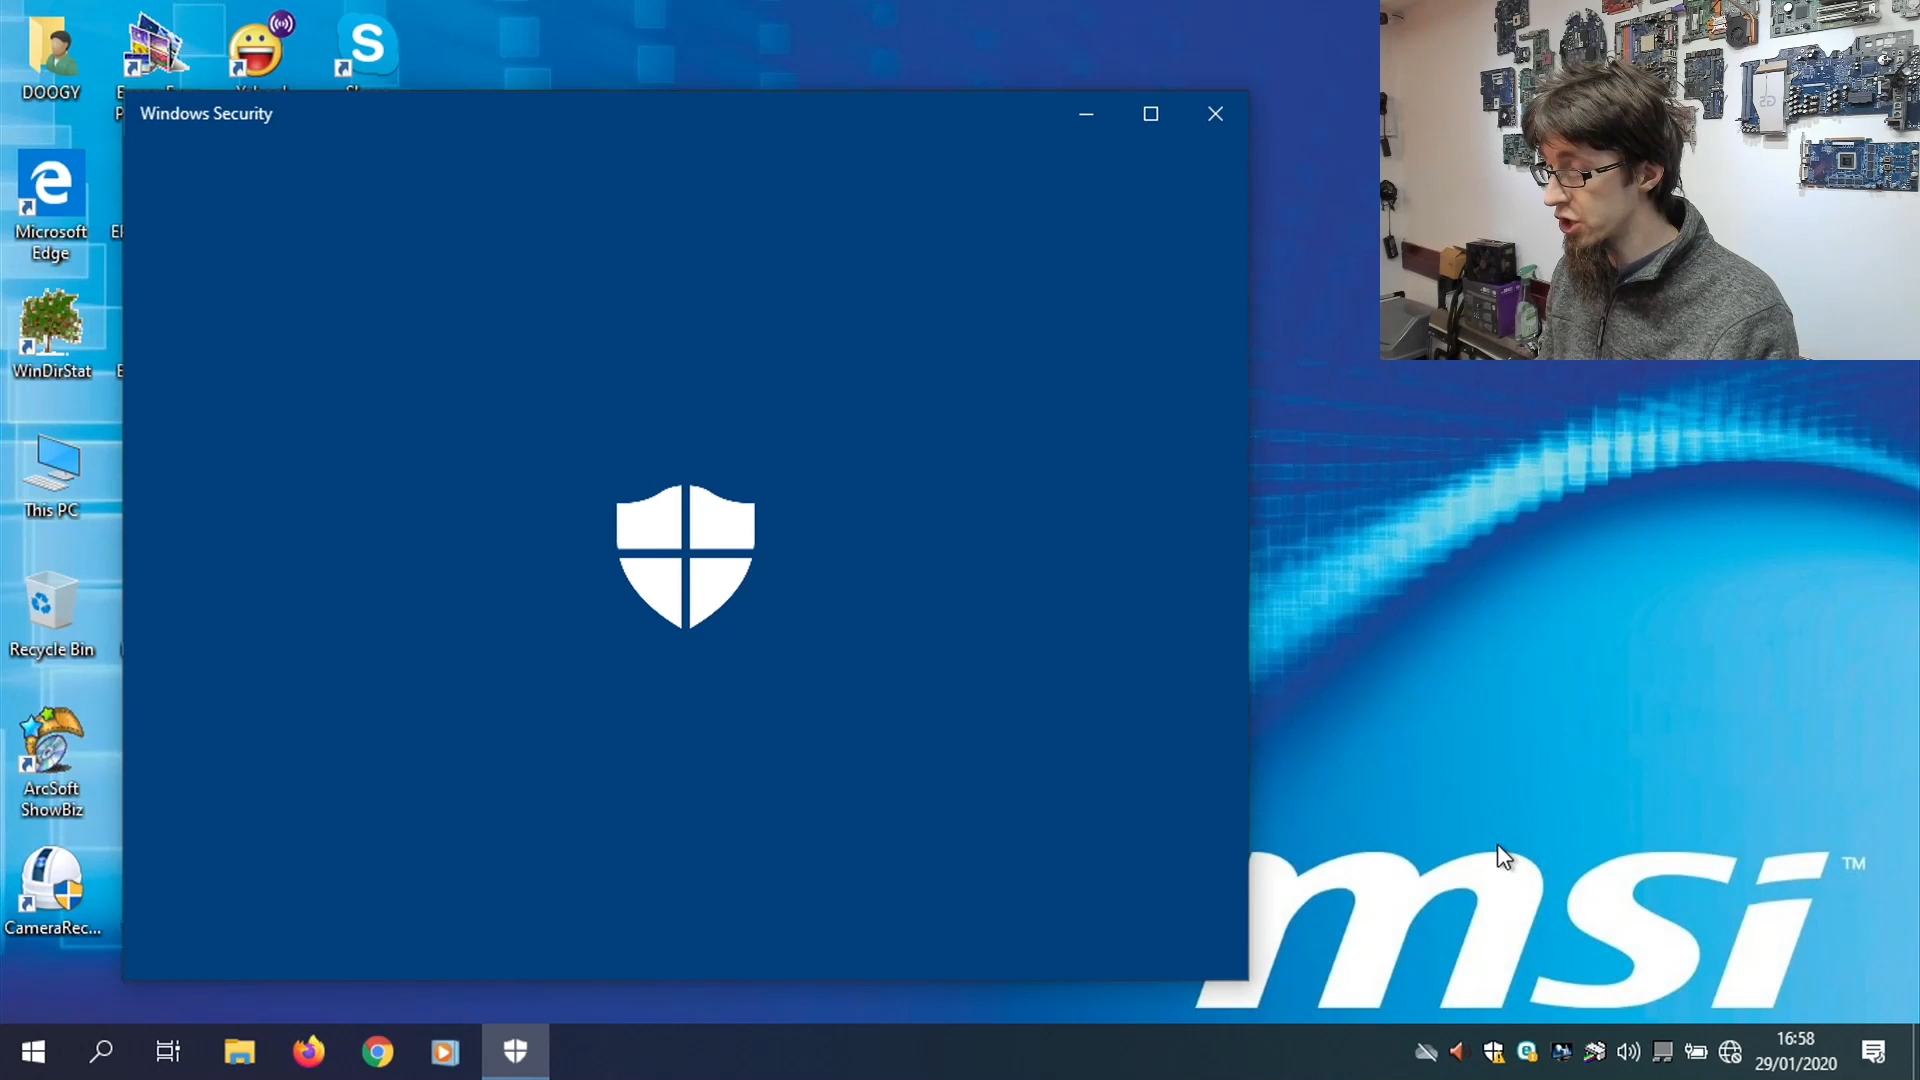 DOOGY
Windows Security
Microsoft
Edge
WinDirStat
This PC
Recycle Bin
ArcSoft
ShowBiz
CameraRec...
msi
TM
16:58
29/01/2020